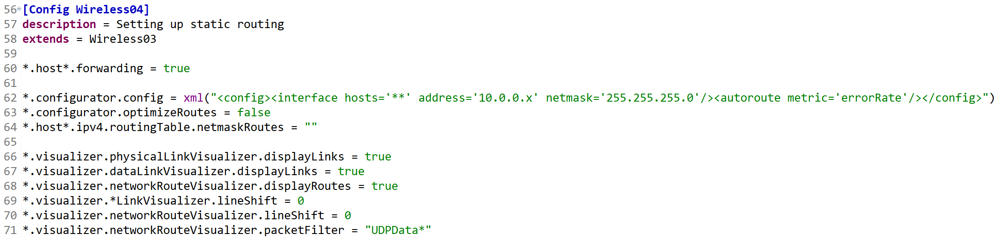 56 [Config Wireless04]
57 description = Setting up static routing
58 extends = Wireless03
59
60 *.host*.forwarding = true
61
62 *.configurator.config = xml("<config><interface hosts='**' address='10.0.0.x' netmask='255.255.255.0'/><autoroute metric='errorRate'/></config>")
63 *.configurator.optimizeRoutes = false
64 *.host*.ipv4.routingTable.netmaskRoutes = ""
65
66 *.visualizer.physicalLinkVisualizer.displayLinks = true
67 *.visualizer.dataLinkVisualizer.displayLinks = true
68 *.visualizer.networkRouteVisualizer.displayRoutes = true
69 *.visualizer.*LinkVisualizer.lineShift = 0
70 *.visualizer.networkRouteVisualizer.lineShift = 0
71 *.visualizer.networkRouteVisualizer.packetFilter = "UDPData*"